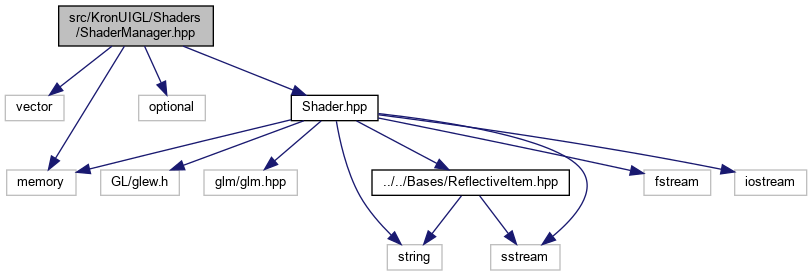 src/KronUIGL/Shaders
/ShaderManager.hpp
vector
optional
Shader.hpp
memory
GL/glew.h
glm/glm.hpp
../../Bases/ReflectiveItem.hpp
fstream
iostream
string
sstream